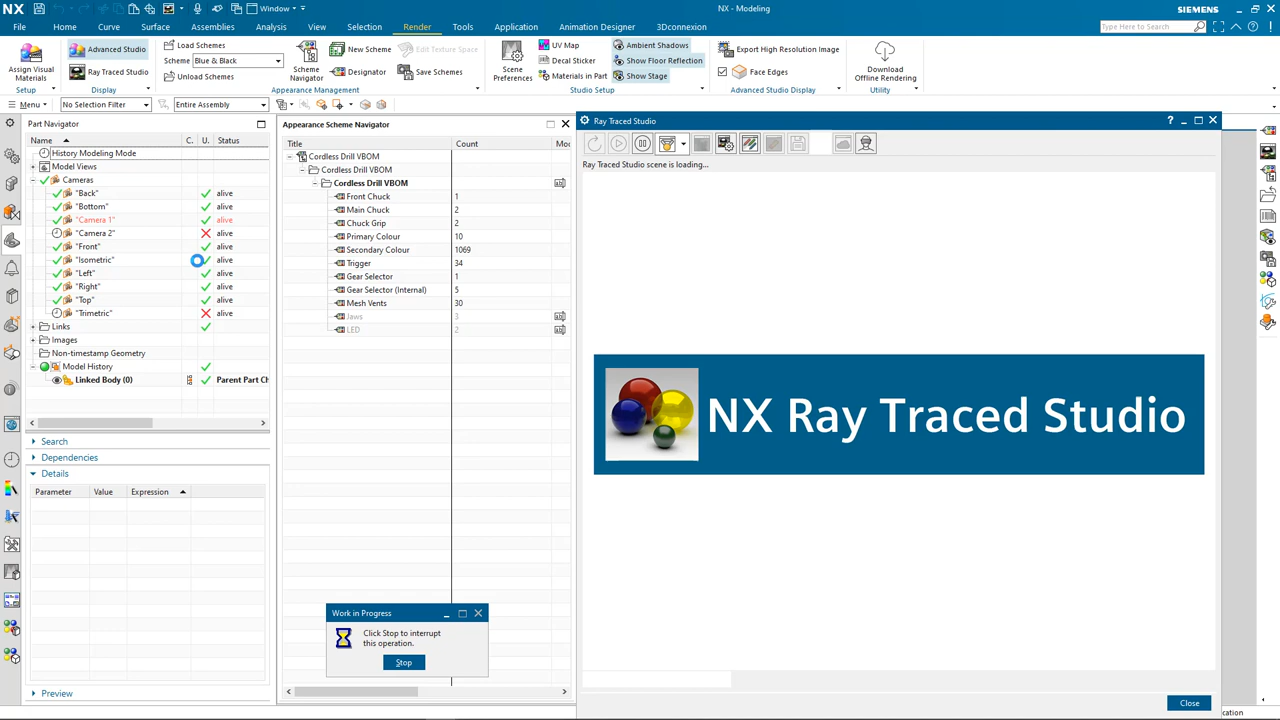 NX
Window
NX - Modeling
SIEMENS
File Home Curve Surface Assemblies Analysis View Selection Render Tools Application Animation Designer 3Dconnexion
Type Here to Search
Assign Visual Materials
Setup
Advanced Studio
Ray Traced Studio
Display
Load Schemes
Scheme Blue & Black
Unload Schemes
Scheme Navigator
New Scheme
Designator
Edit Texture Space
Save Schemes
Appearance Management
Scene Preferences
UV Map
Decal Sticker
Materials in Part
Ambient Shadows
Show Floor Reflection
Show Stage
Studio Setup
Export High Resolution Image
Face Edges
Advanced Studio Display
Download Offline Rendering
Utility
Menu
No Selection Filter
Entire Assembly
Part Navigator
Name C. U. Status
History Modeling Mode
Model Views
Cameras
"Back" alive
"Bottom" alive
"Camera 1" alive
"Camera 2" alive
"Front" alive
"Isometric" alive
"Left" alive
"Right" alive
"Top" alive
"Trimetric" alive
Links
Images
Non-timestamp Geometry
Model History
Linked Body (0) Parent Part Ch
Search
Dependencies
Details
Parameter Value Expression
Preview
Appearance Scheme Navigator
Title Count Mod
Cordless Drill VBOM
Cordless Drill VBOM
Cordless Drill VBOM
Front Chuck 1
Main Chuck 2
Chuck Grip 2
Primary Colour 10
Secondary Colour 1069
Trigger 34
Gear Selector 1
Gear Selector (Internal) 5
Mesh Vents 30
Jaws 3
LED 2
Work in Progress
Click Stop to interrupt
this operation.
Stop
Ray Traced Studio
Ray Traced Studio scene is loading...
NX Ray Traced Studio
Close
ication